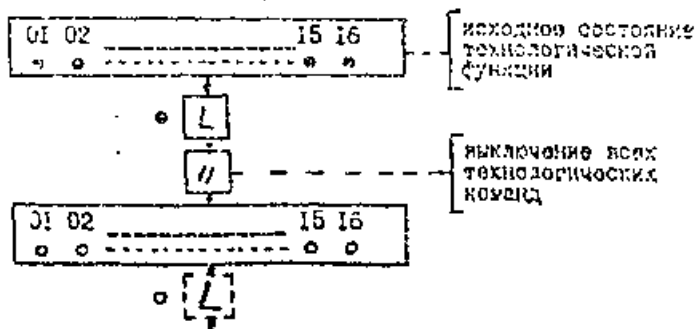 01 02 15 16
исходное состояние
технологической
функции
L
//
выключение всех
технологических
команд
01 02 15 16
L